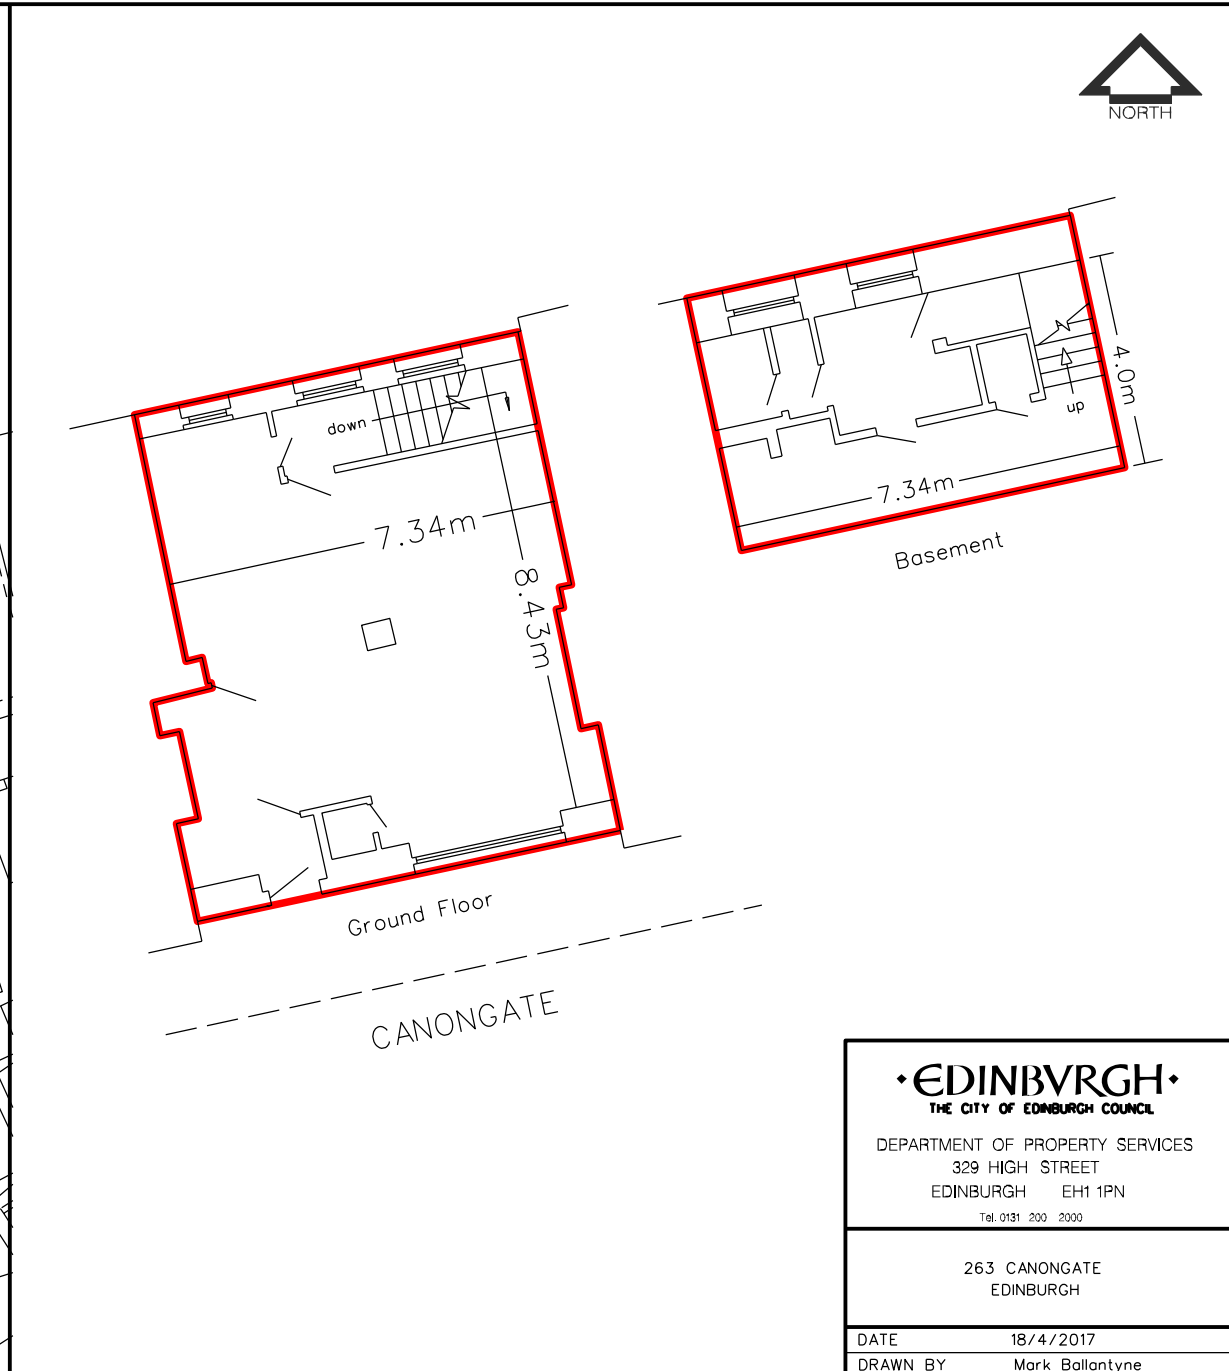 NORTH
down
7.34m
8.43m
Ground Floor
CANONGATE
4.0m
up
7.34m
Basement
·EDINBVRGH·
THE CITY OF EDINBURGH COUNCIL
DEPARTMENT OF PROPERTY SERVICES
329 HIGH STREET
EDINBURGH EH1 1PN
Tel. 0131 200 2000
263 CANONGATE
EDINBURGH
DATE 18/4/2017
DRAWN BY Mark Ballantyne